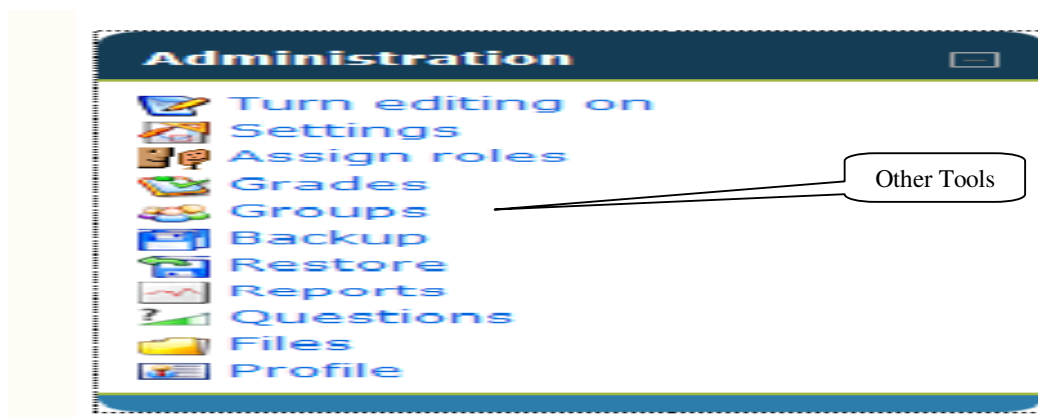 Administration
Turn editing on
Settings
Assign roles
Grades
Groups
Backup
Restore
Reports
? Questions
Files
Profile
Other Tools